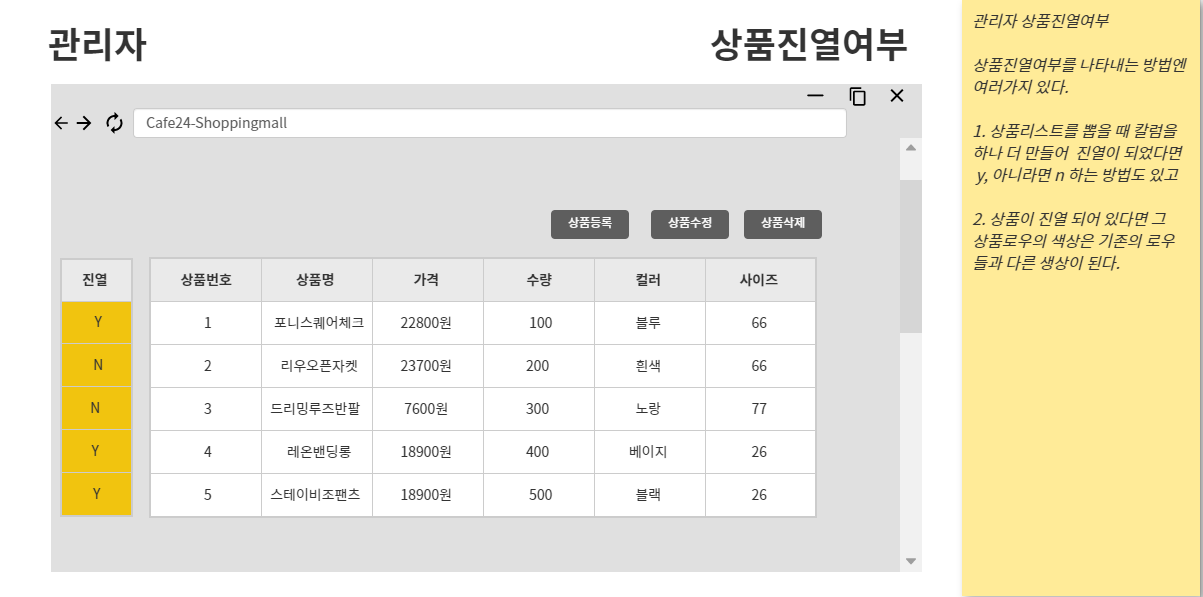 관리자
상품진열여부
Cafe24-Shoppingmall
상품등록 상품수정 상품삭제
진열 상품번호 상품명 가격 수량 컬러 사이즈
Y 1 포니스퀘어체크 22800원 100 블루 66
N 2 리우오픈자켓 23700원 200 흰색 66
N 3 드리밍루즈반팔 7600원 300 노랑 77
Y 4 레온밴딩롱 18900원 400 베이지 26
Y 5 스테이비조팬츠 18900원 500 블랙 26
관리자 상품진열여부
상품진열여부를 나타내는 방법엔
여러가지 있다.
1. 상품리스트를 뽑을 때 칼럼을
하나 더 만들어 진열이 되었다면
y, 아니라면 n 하는 방법도 있고
2. 상품이 진열 되어 있다면 그
상품로우의 색상은 기존의 로우
들과 다른 생상이 된다.